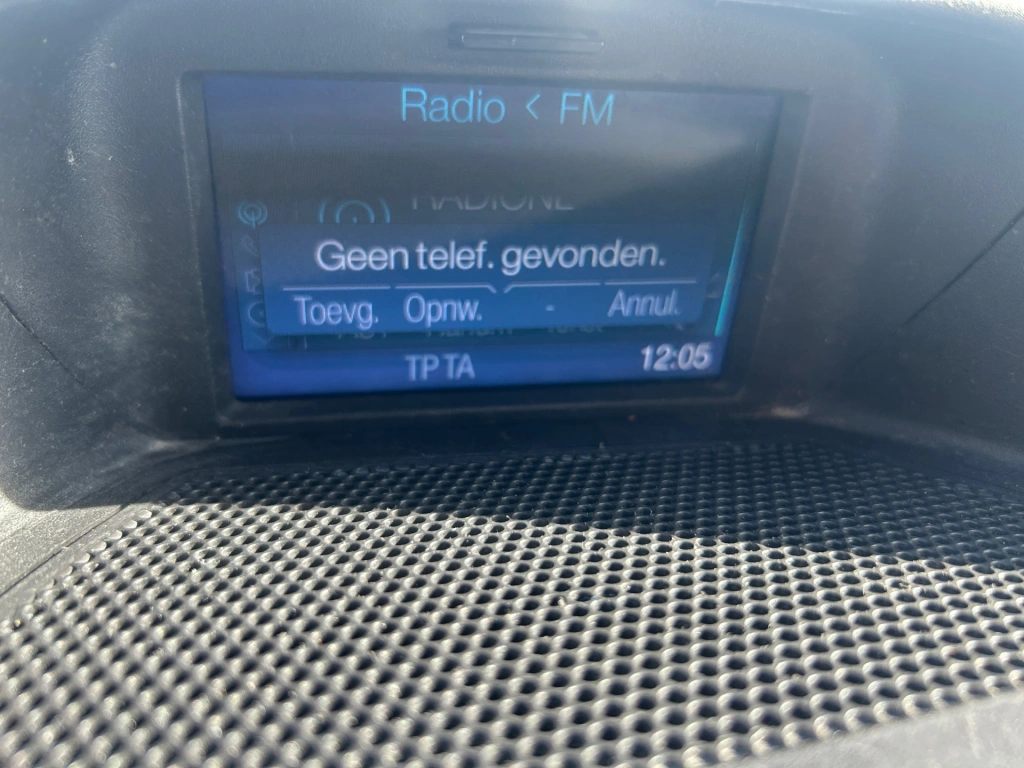 Radio < FM
Geen telef. gevonden.
Toevg. Opnw. - Annul.
TP TA 12:05